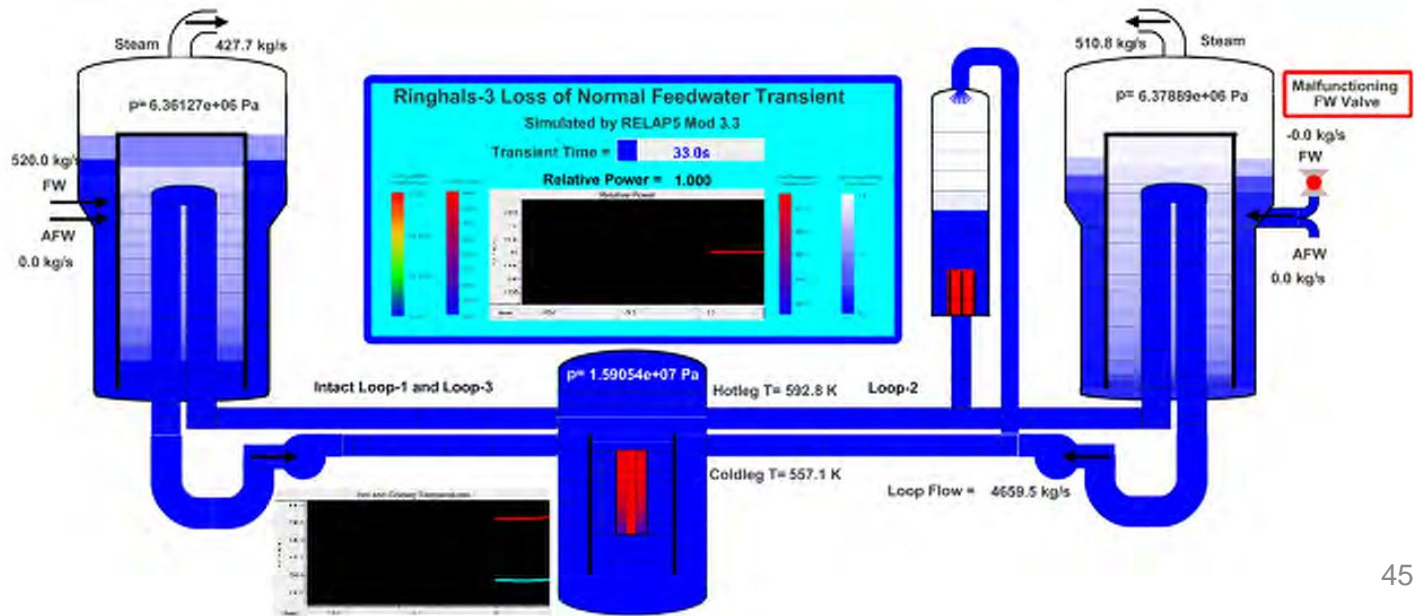 Steam
427.7 kg/s
p= 6.36127e+06 Pa
520.0 kg/s
FW
AFW
0.0 kg/s
Ringhals-3 Loss of Normal Feedwater Transient
Simulated by RELAP5 Mod 3.3
Transient Time = 33.0s
Relative Power = 1.000
Relative Power
510.8 kg/s
Steam
p= 6.37889e+06 Pa
Malfunctioning
FW Valve
-0.0 kg/s
FW
AFW
0.0 kg/s
Intact Loop-1 and Loop-3
p= 1.59054e+07 Pa
Hotleg T= 592.8 K
Loop-2
Coldleg T= 557.1 K
Loop Flow = 4659.5 kg/s
45